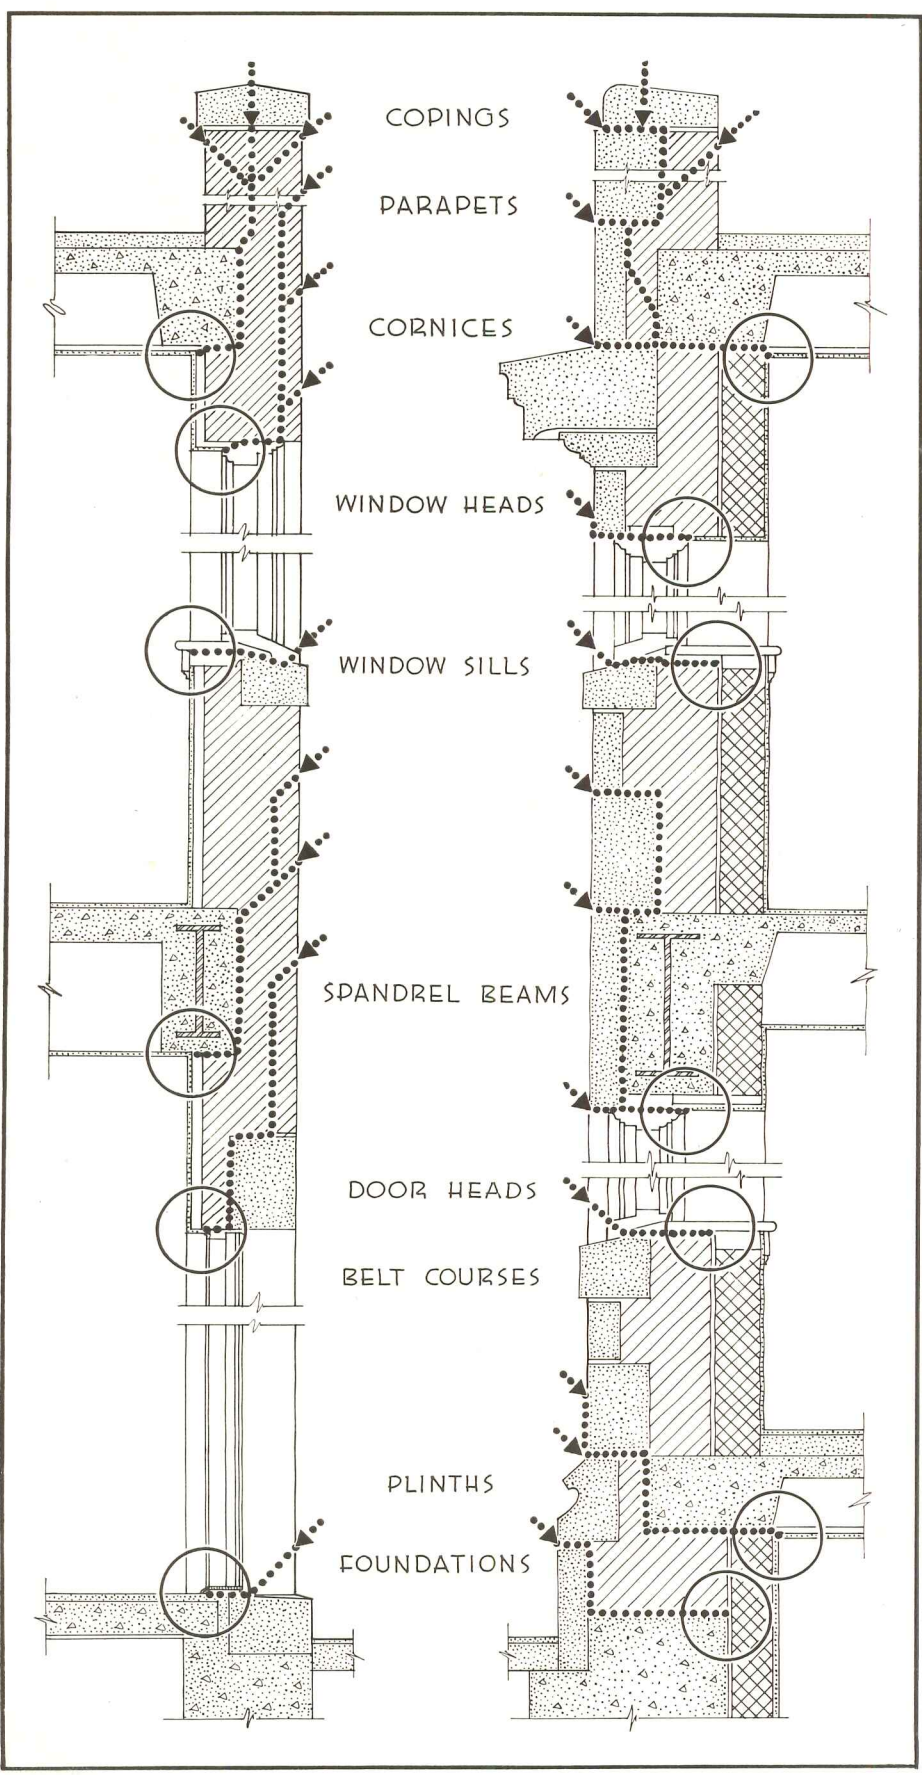 COPINGS
PARAPETS
CORNICES
WINDOW HEADS
WINDOW SILLS
SPANDREL BEAMS
DOOR HEADS
BELT COURSES
PLINTHS
FOUNDATIONS